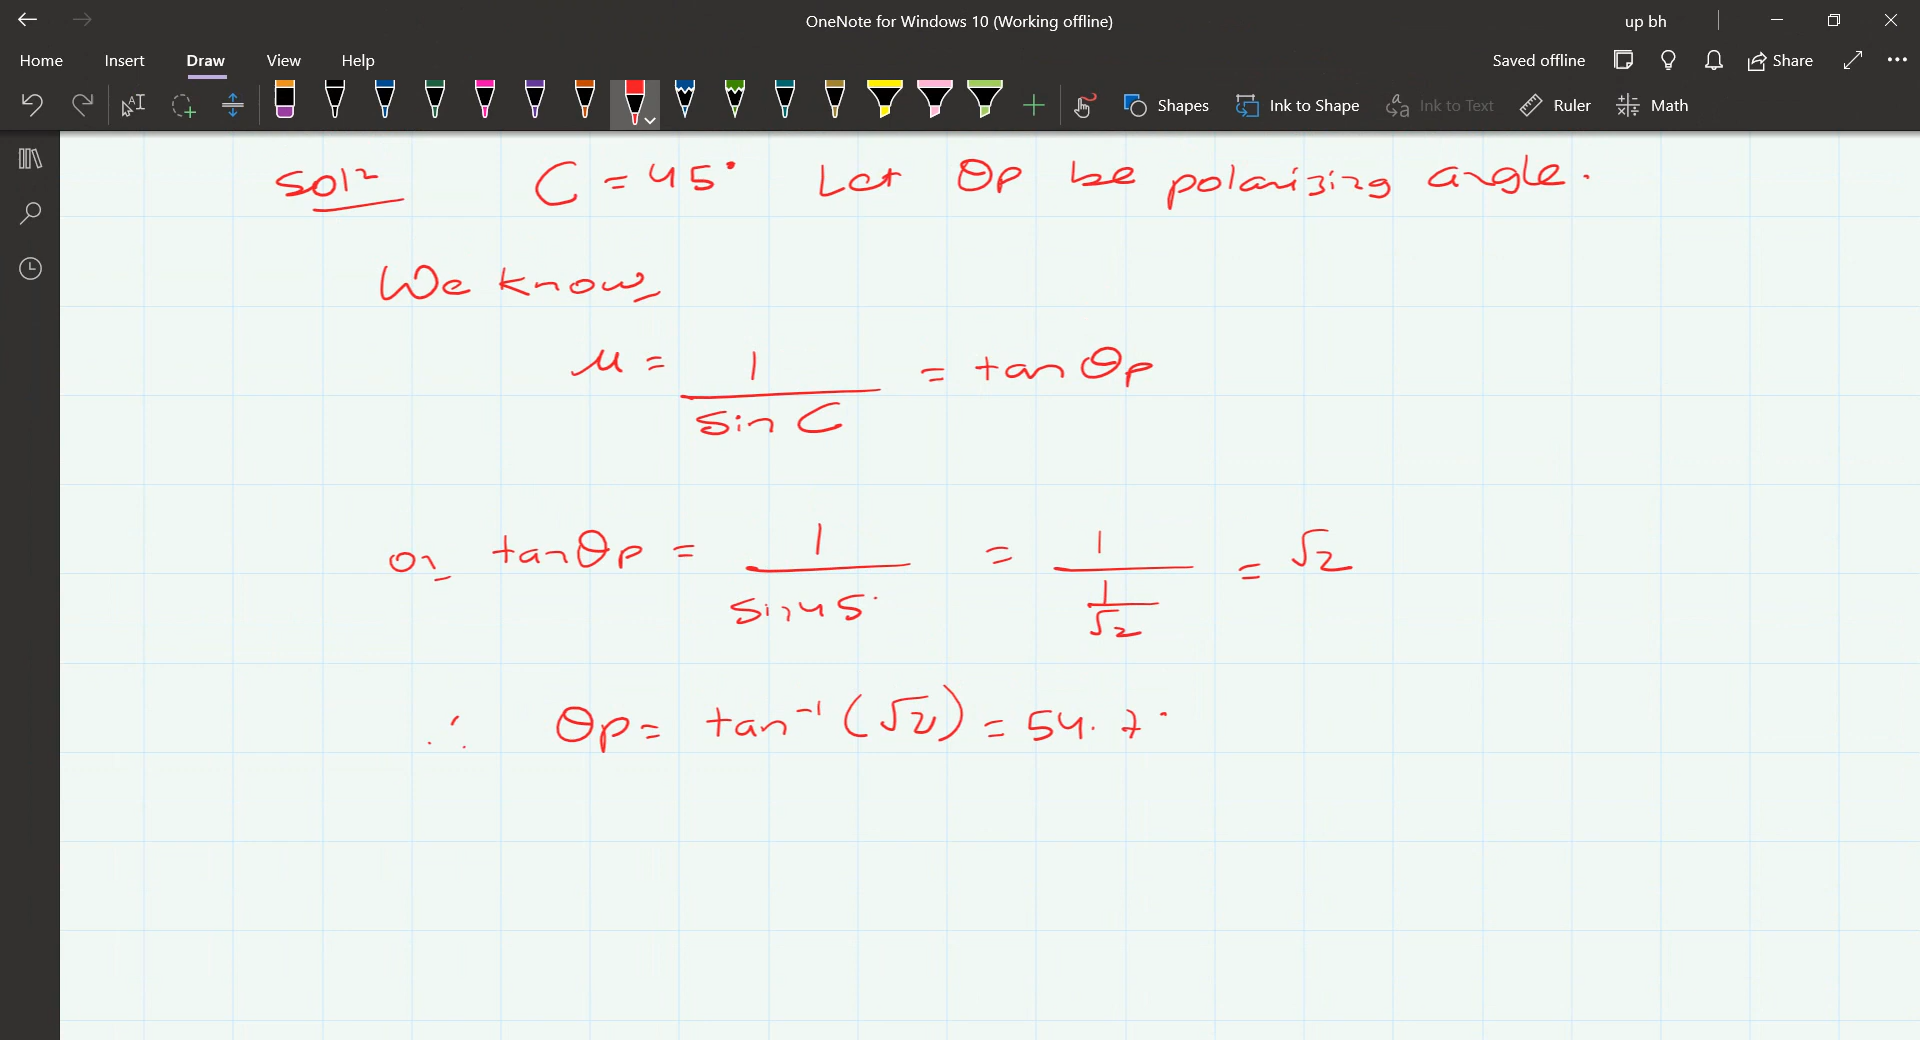 OneNote for Windows 10 (Working offline)
up bh
Home Insert Draw View Help
Saved offline Share
Shapes Ink to Shape Ink to Text Ruler Math
Solⁿ C = 45° Let θp be polarizing angle.
We know,
μ = 1 / sin C = tan θp
or, tan θp = 1 / sin 45° = 1 / (1/√2) = √2
∴ θp = tan⁻¹ (√2) = 54.7°